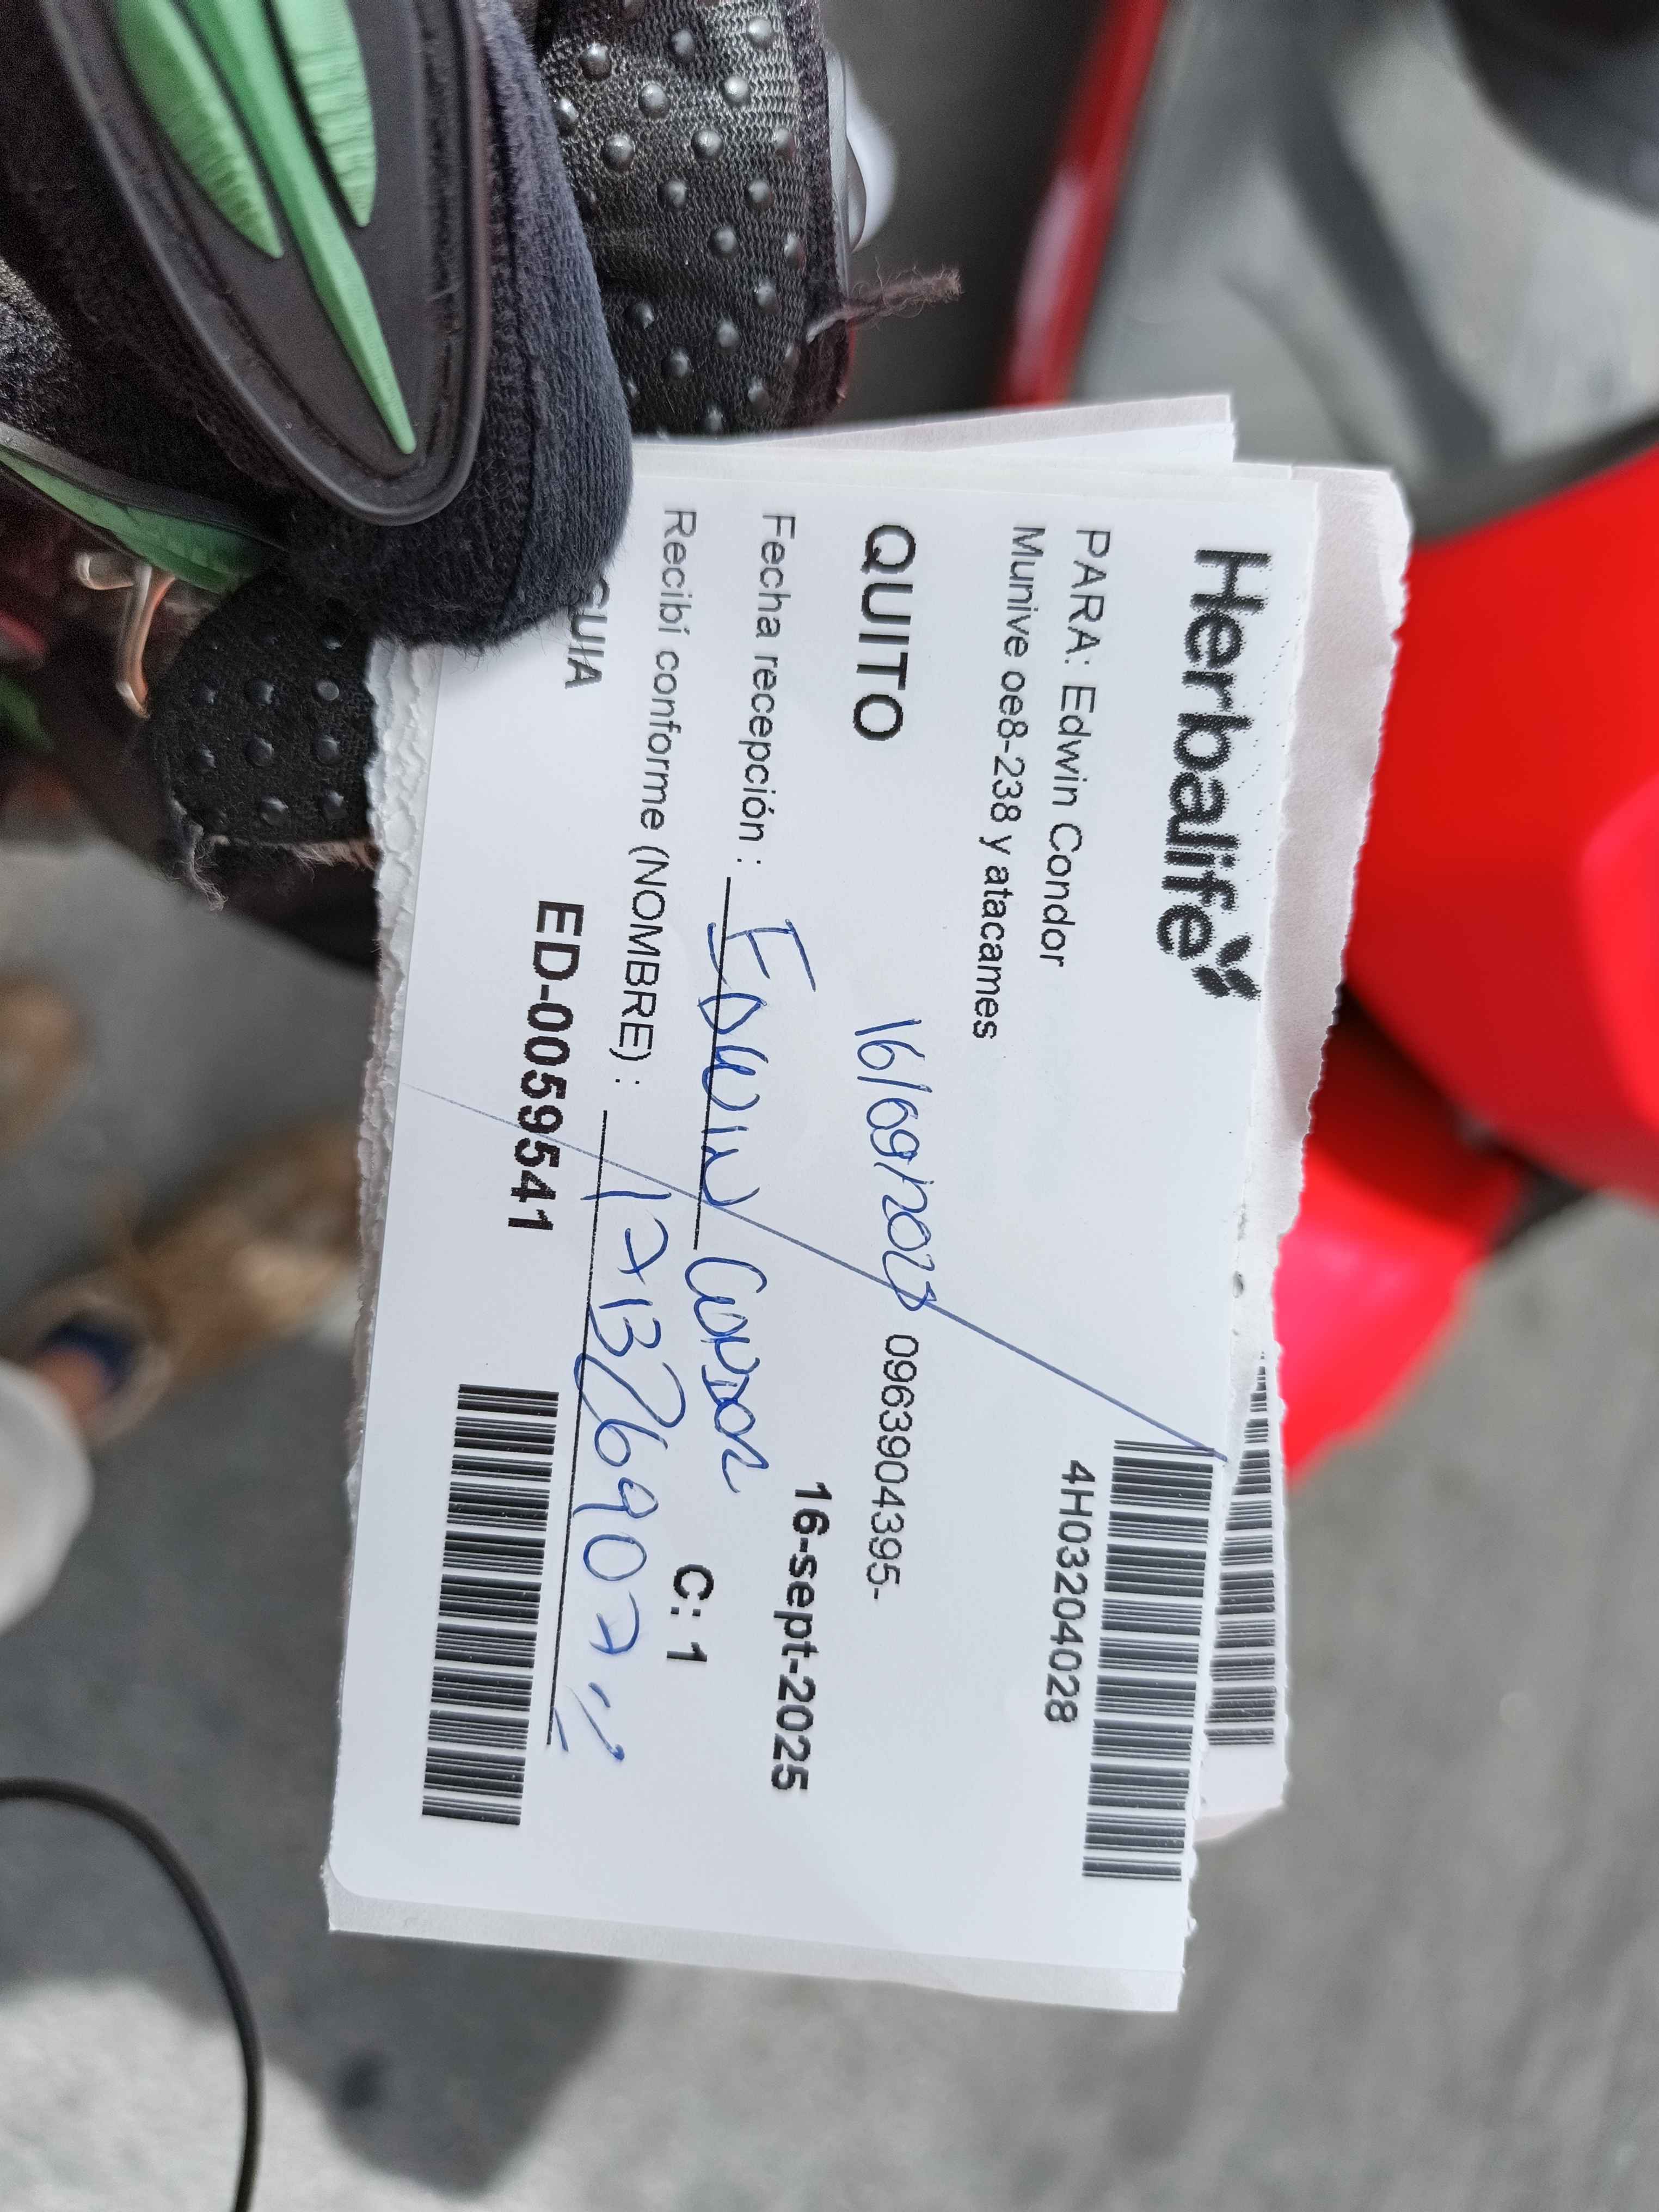 Herbalife
4H03204028
PARA: Edwin Condor
Munive oe8-238 y atacames
16/09/2025 0963904395-
QUITO
16-sept-2025
Fecha recepción : EDWIN CONDOR
C: 1
Recibí conforme (NOMBRE) :
GUIA ED-0059541